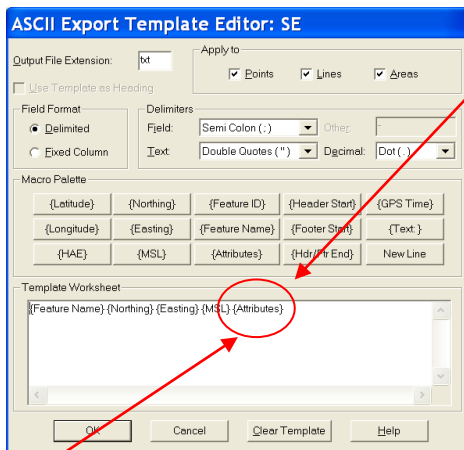 ASCII Export Template Editor: SE
Output File Extension: txt
Use Template as Heading
Apply to
Points Lines Areas
Field Format
Delimited
Fixed Column
Delimiters
Field: Semi Colon (;) Other: -
Text: Double Quotes (") Decimal: Dot (.)
Macro Palette
{Latitude} {Northing} {Feature ID} {Header Start} {GPS Time}
{Longitude} {Easting} {Feature Name} {Footer Start} {Text: }
{HAE} {MSL} {Attributes} {Hdr/Ftr End} New Line
Template Worksheet
{Feature Name} {Northing} {Easting} {MSL} {Attributes}
OK Cancel Clear Template Help